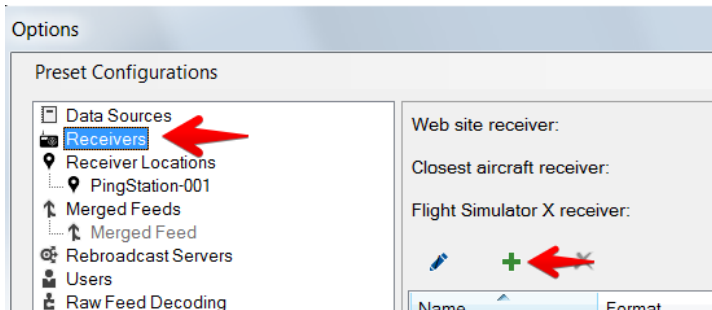 Options
Preset Configurations
Data Sources
Receivers
Receiver Locations
PingStation-001
Merged Feeds
Merged Feed
Rebroadcast Servers
Users
Raw Feed Decoding
Web site receiver:
Closest aircraft receiver:
Flight Simulator X receiver:
Name Format